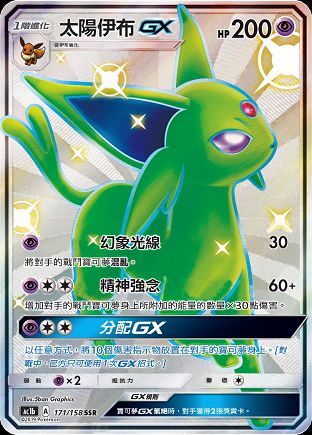 1階進化
太陽伊布GX
HP200
從伊布進化
幻象光線 30
將對手的戰鬥寶可夢混亂。
精神強念 60+
增加對手的戰鬥寶可夢身上所附加的能量的數量×30點傷害。
分配GX
以任意方式,將10個傷害指示物放置在對手的寶可夢身上。[對
戰中,己方只可使用1次GX招式。]
弱點 ×2 抵抗力 撤退
GX規則
寶可夢GX氣絕時,對手獲得2張獎賞卡。
Illus. 5ban Graphics
AC1b A 171/158 SSR
©2019 Pokémon